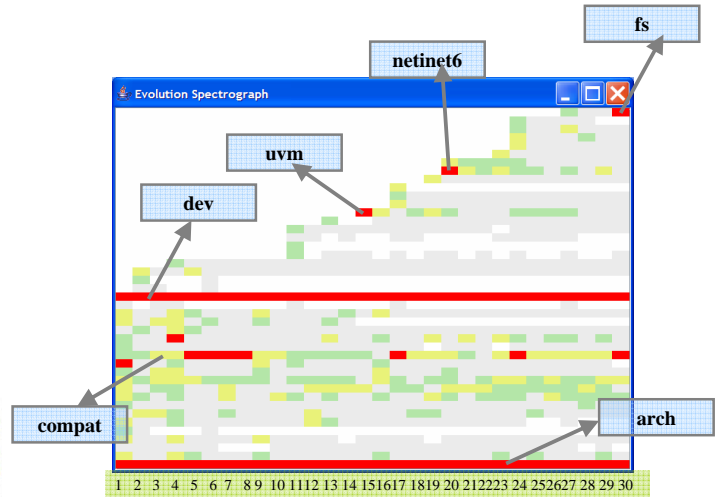 fs
netinet6
Evolution Spectrograph
uvm
dev
compat
arch
1 2 3 4 5 6 7 8 9 10 11 12 13 14 15 16 17 18 19 20 21 22 23 24 25 26 27 28 29 30